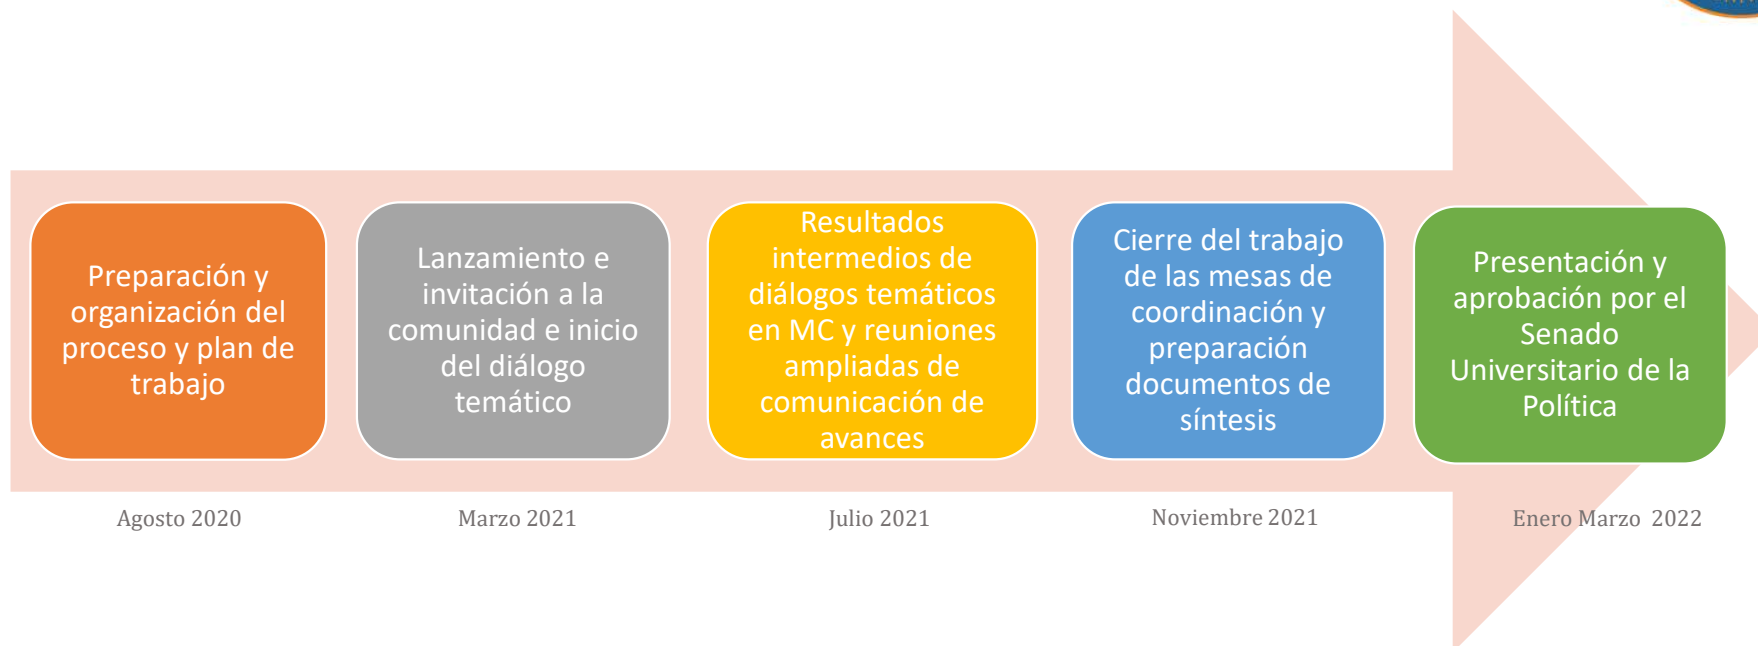 Preparación y
organización del
proceso y plan de
trabajo
Lanzamiento e
invitación a la
comunidad e inicio
del diálogo
temático
Resultados
intermedios de
diálogos temáticos
en MC y reuniones
ampliadas de
comunicación de
avances
Cierre del trabajo
de las mesas de
coordinación y
preparación
documentos de
síntesis
Presentación y
aprobación por el
Senado
Universitario de la
Política
Agosto 2020
Marzo 2021
Julio 2021
Noviembre 2021
Enero Marzo 2022